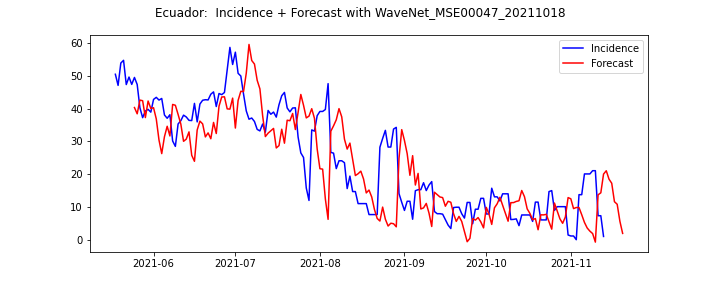 Ecuador:  Incidence + Forecast with WaveNet_MSE00047_20211018
Incidence
Forecast
60
50
40
30
20
10
0
2021-06 2021-07 2021-08 2021-09 2021-10 2021-11